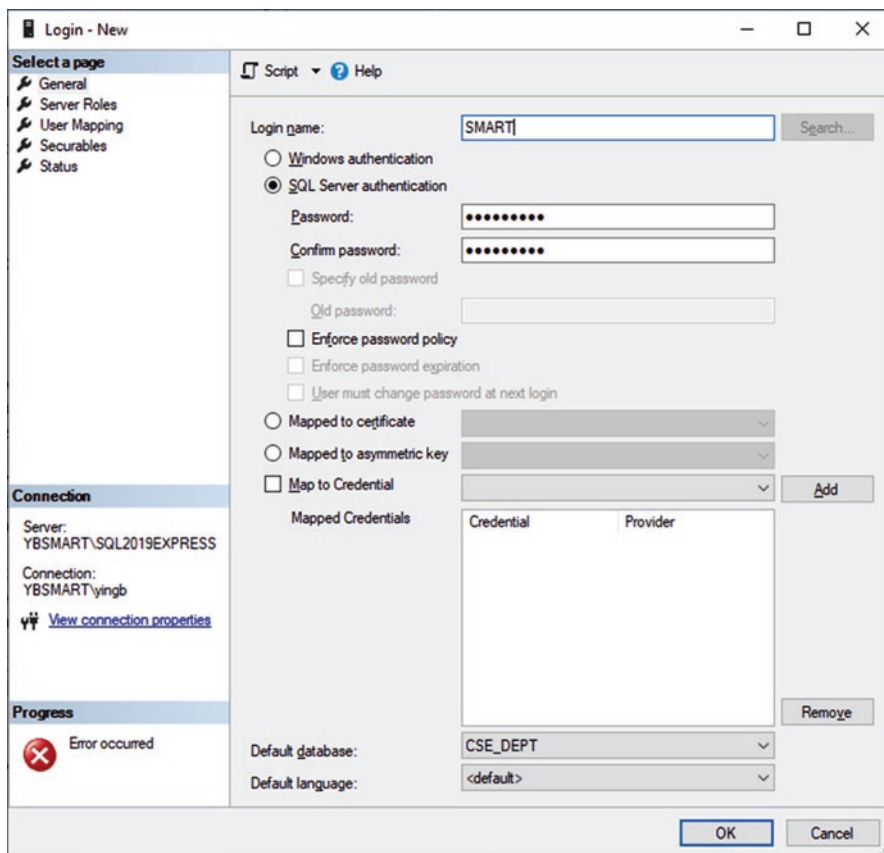 Login - New
Select a page
General
Server Roles
User Mapping
Securables
Status
Script
Help
Login name:
SMART
Search...
Windows authentication
SQL Server authentication
Password:
●●●●●●●●●
Confirm password:
●●●●●●●●●
Specify old password
Old password:
Enforce password policy
Enforce password expiration
User must change password at next login
Mapped to certificate
Mapped to asymmetric key
Map to Credential
Add
Mapped Credentials
Credential
Provider
Remove
Default database:
CSE_DEPT
Default language:
<default>
Connection
Server:
YBSMART\SQL2019EXPRESS
Connection:
YBSMART\yingb
View connection properties
Progress
Error occurred
OK
Cancel